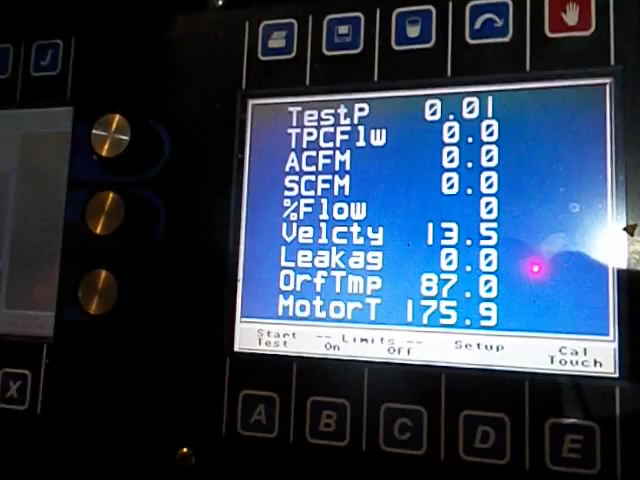 J
TestP 0.01
TPCFlw 0.0
ACFM 0.0
SCFM 0.0
%Flow 0
Velcty 13.5
Leakag 0.0
OrfTmp 87.0
MotorT 175.9
Start Test
-- Limits --
On Off
Setup
Cal Touch
X A B C D E